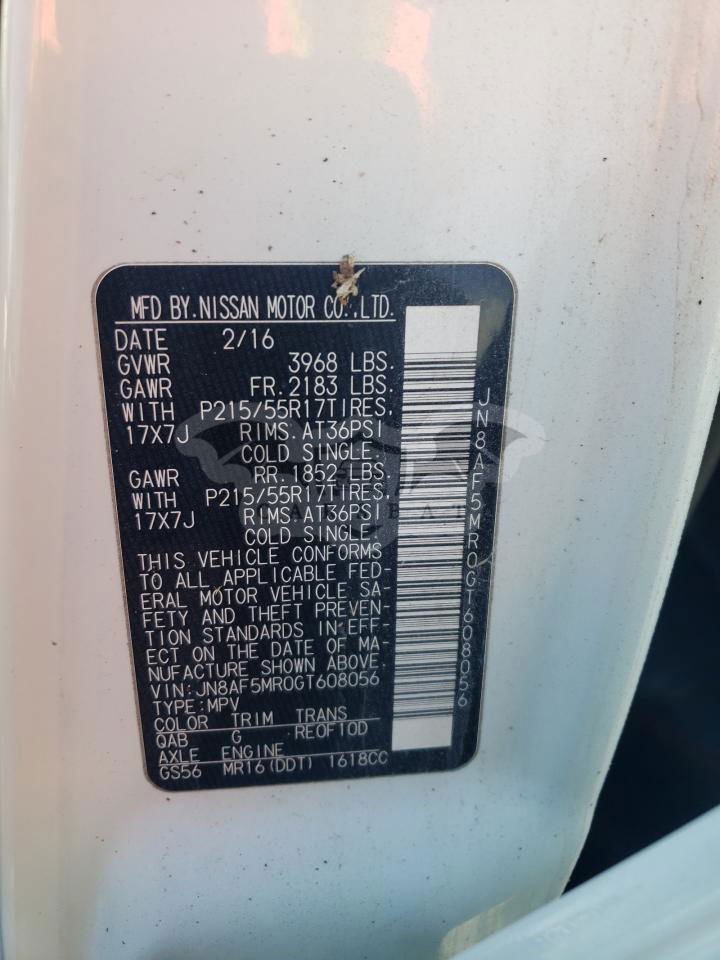 MFD BY.NISSAN MOTOR CO.,LTD.
DATE 2/16
GVWR 3968 LBS.
GAWR FR.2183 LBS.
WITH P215/55R17TIRES,
17X7J RIMS.AT36PSI
COLD SINGLE.
GAWR RR.1852 LBS.
WITH P215/55R17TIRES,
17X7J RIMS.AT36PSI
COLD SINGLE.
THIS VEHICLE CONFORMS
TO ALL APPLICABLE FED-
ERAL MOTOR VEHICLE SA-
FETY AND THEFT PREVEN-
TION STANDARDS IN EFF-
ECT ON THE DATE OF MA-
NUFACTURE SHOWN ABOVE.
VIN:JN8AF5MR0GT608056
TYPE:MPV
COLOR TRIM TRANS
QAB G RE0F10D
AXLE ENGINE
GS56 MR16(DDT) 1618CC
JN8AF5MR0GT608056